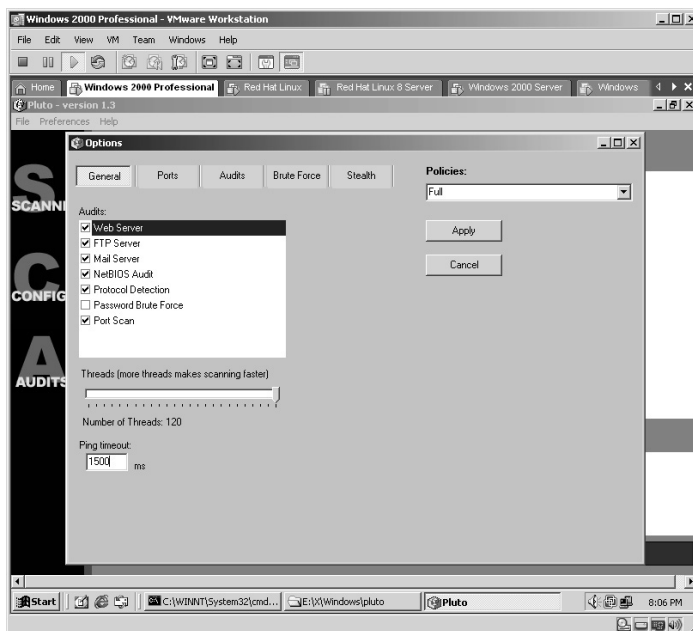 Windows 2000 Professional - VMware Workstation
File Edit View VM Team Windows Help
Home Windows 2000 Professional Red Hat Linux Red Hat Linux 8 Server Windows 2000 Server Windows
Pluto - version 1.3
File Preferences Help
Options
General Ports Audits Brute Force Stealth
Policies:
Full
S
SCANNI
Audits:
Web Server
FTP Server
Mail Server
NetBIOS Audit
Protocol Detection
Password Brute Force
Port Scan
Apply
Cancel
C
CONFIG
A
AUDITS
Threads (more threads makes scanning faster)
Number of Threads: 120
Ping timeout:
1500 ms
Start C:\WINNT\System32\cmd... E:\X\Windows\pluto Pluto 8:06 PM